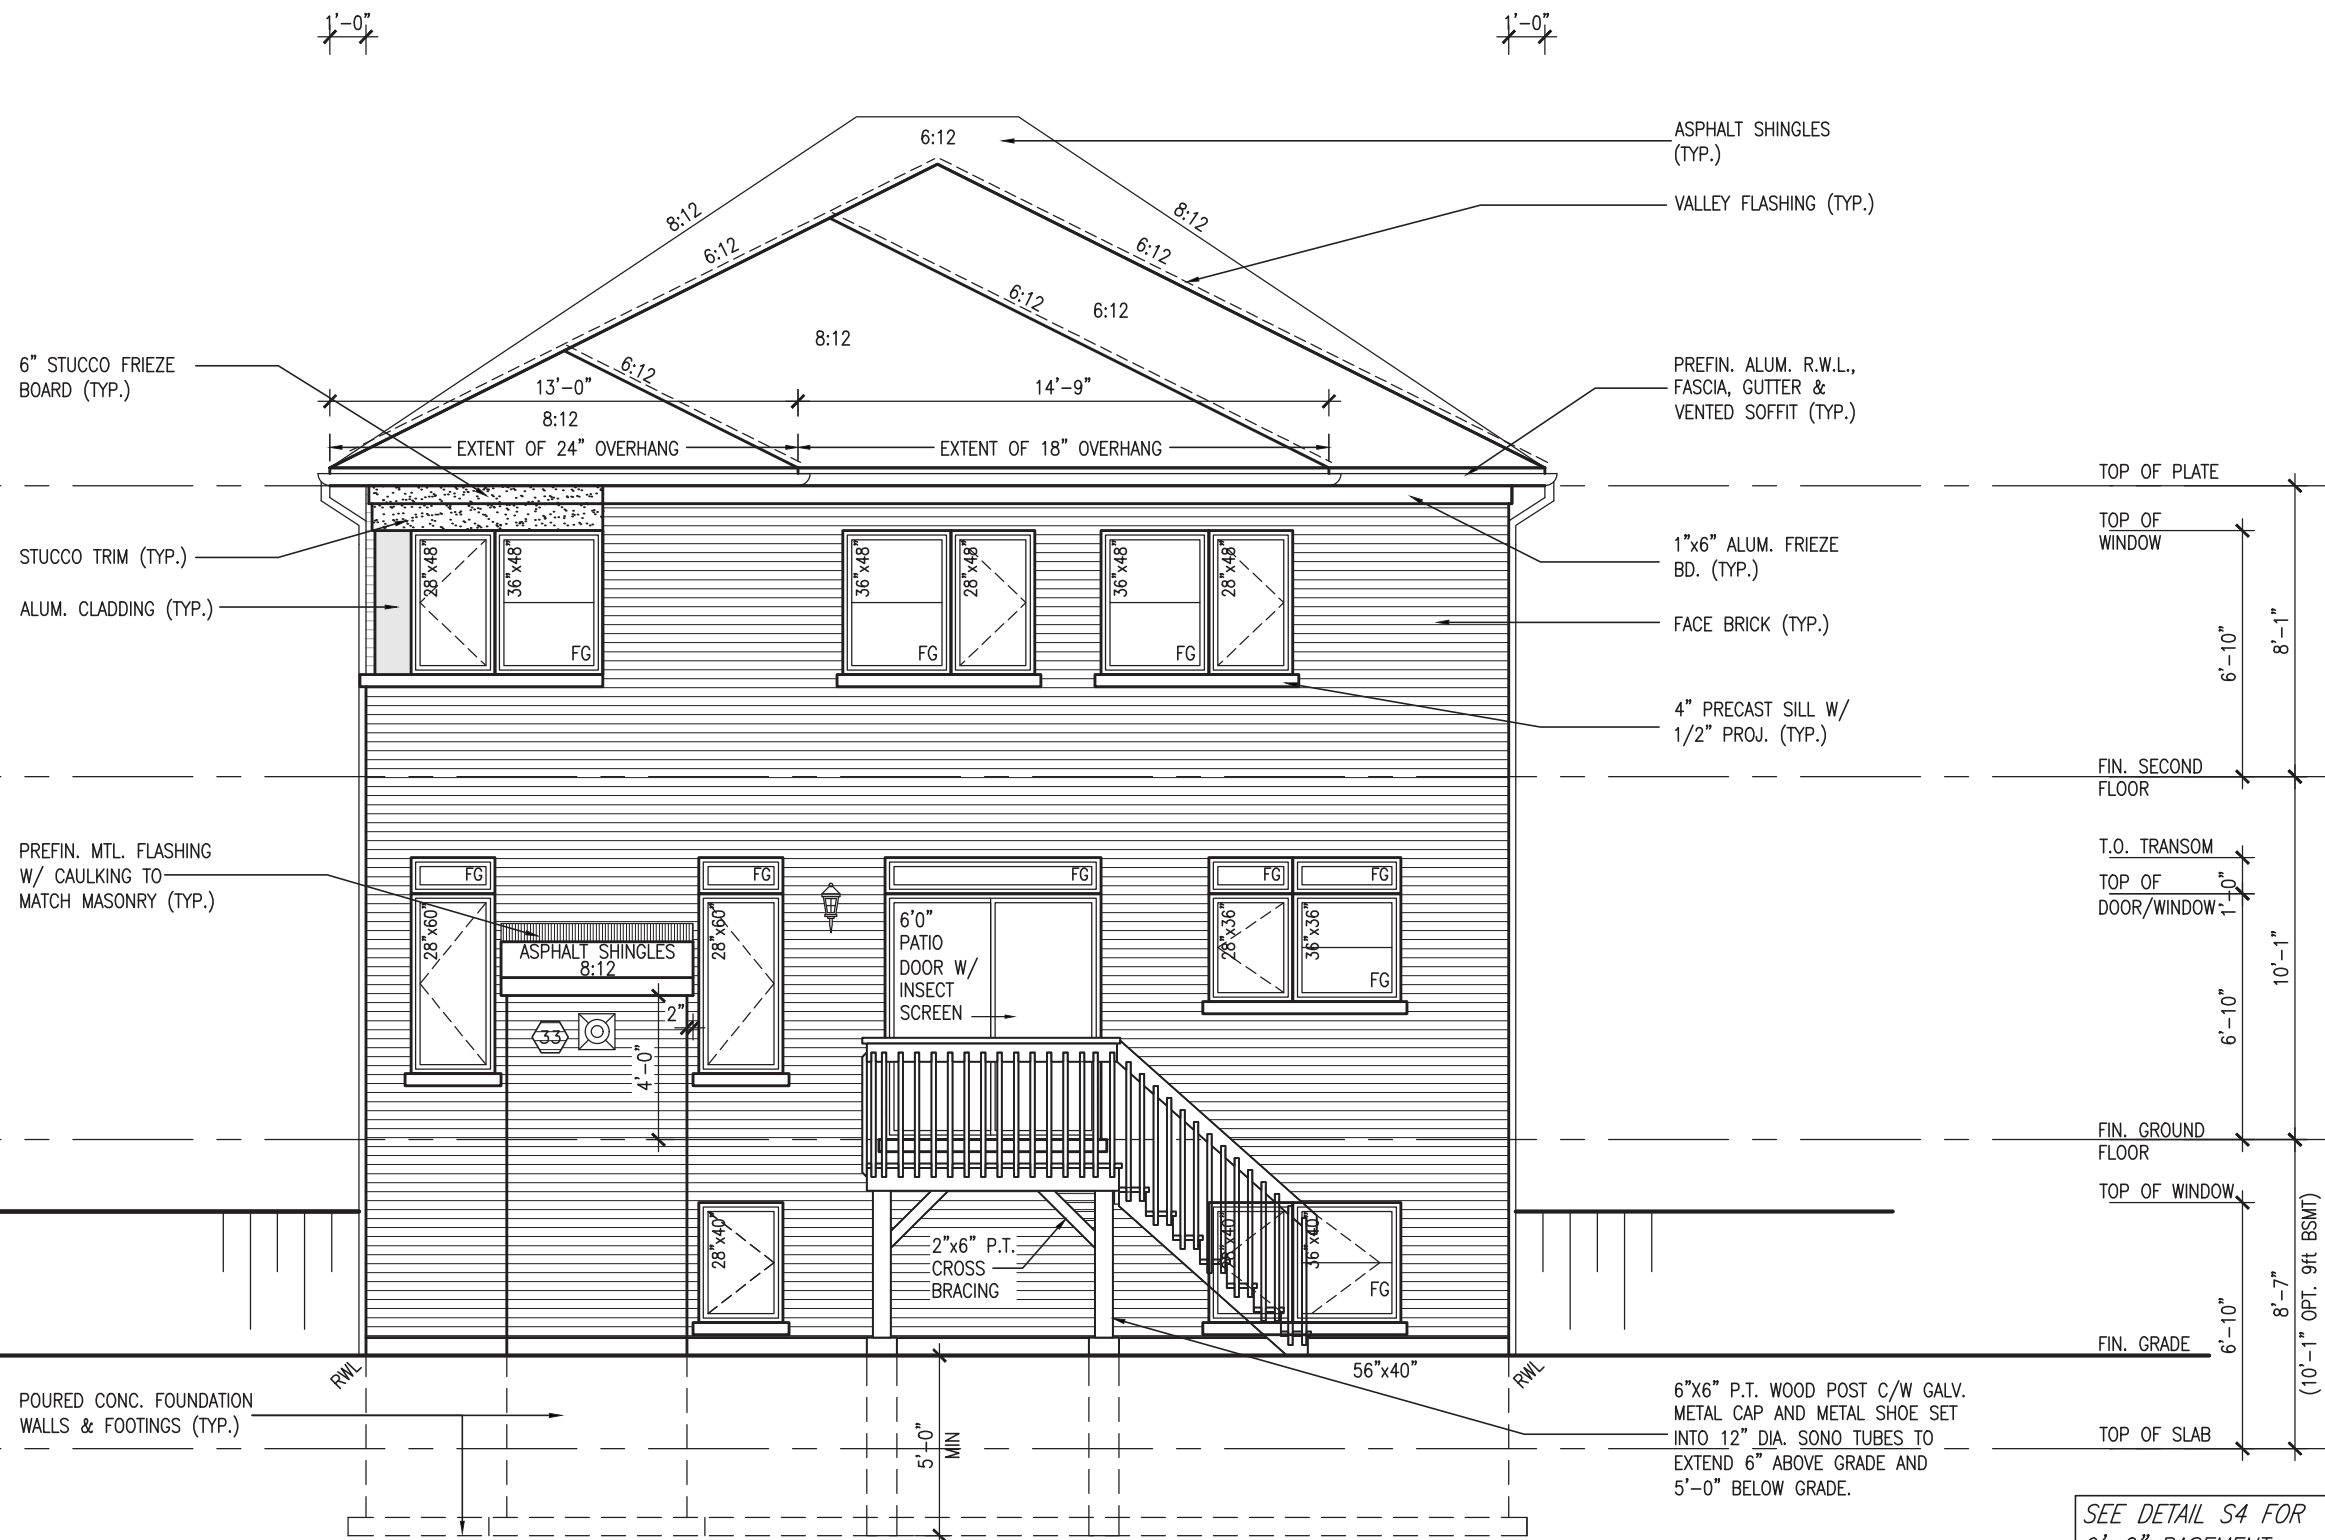 1'-0"
1'-0"
6:12
ASPHALT SHINGLES
(TYP.)
8:12
8:12
VALLEY FLASHING (TYP.)
6:12
6:12
6:12
6:12
8:12
6" STUCCO FRIEZE
BOARD (TYP.)
6:12
13'-0"
14'-9"
PREFIN. ALUM. R.W.L.,
FASCIA, GUTTER &
VENTED SOFFIT (TYP.)
8:12
EXTENT OF 24" OVERHANG
EXTENT OF 18" OVERHANG
TOP OF PLATE
TOP OF
WINDOW
STUCCO TRIM (TYP.)
ALUM. CLADDING (TYP.)
28"x48"
36"x48"
FG
36"x48"
28"x48"
FG
36"x48"
28"x48"
FG
1"x6" ALUM. FRIEZE
BD. (TYP.)
FACE BRICK (TYP.)
6'-10"
8'-1"
4" PRECAST SILL W/
1/2" PROJ. (TYP.)
FIN. SECOND
FLOOR
PREFIN. MTL. FLASHING
W/ CAULKING TO
MATCH MASONRY (TYP.)
FG
FG
FG
FG
FG
T.O. TRANSOM
TOP OF
DOOR/WINDOW
1'-0"
28"x60"
28"x60"
ASPHALT SHINGLES
8:12
6'0"
PATIO
DOOR W/
INSECT
SCREEN
28"x36"
36"x36"
FG
10'-1"
6'-10"
33
2"
4'-0"
FIN. GROUND
FLOOR
TOP OF WINDOW
28"x40"
2"x6" P.T.
CROSS
BRACING
36"x40"
FG
6'-10"
8'-7"
(10'-1" OPT. 9ft BSMT)
FIN. GRADE
RWL
RWL
56"x40"
POURED CONC. FOUNDATION
WALLS & FOOTINGS (TYP.)
5'-0"
MIN
6"X6" P.T. WOOD POST C/W GALV.
METAL CAP AND METAL SHOE SET
INTO 12" DIA. SONO TUBES TO
EXTEND 6" ABOVE GRADE AND
5'-0" BELOW GRADE.
TOP OF SLAB
SEE DETAIL S4 FOR